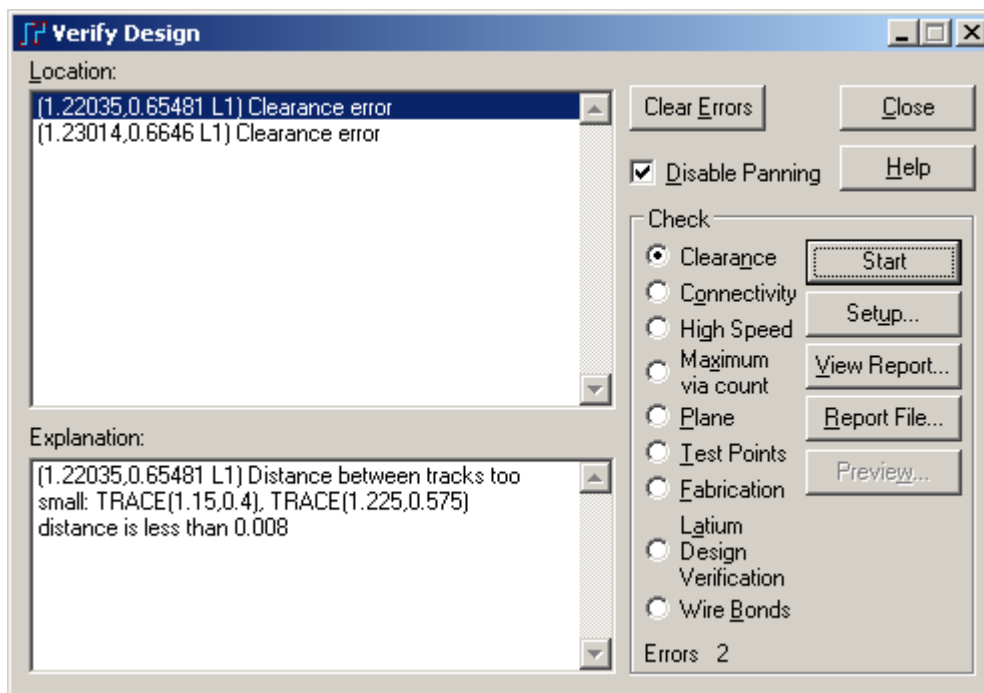 Verify Design
Location:
(1.22035,0.65481 L1) Clearance error
(1.23014,0.6646 L1) Clearance error
Clear Errors
Close
Disable Panning
Help
Check
Clearance
Start
Connectivity
Setup...
High Speed
Maximum
via count
View Report...
Plane
Report File...
Test Points
Preview...
Fabrication
Latium
Design
Verification
Wire Bonds
Errors 2
Explanation:
(1.22035,0.65481 L1) Distance between tracks too
small: TRACE(1.15,0.4), TRACE(1.225,0.575)
distance is less than 0.008